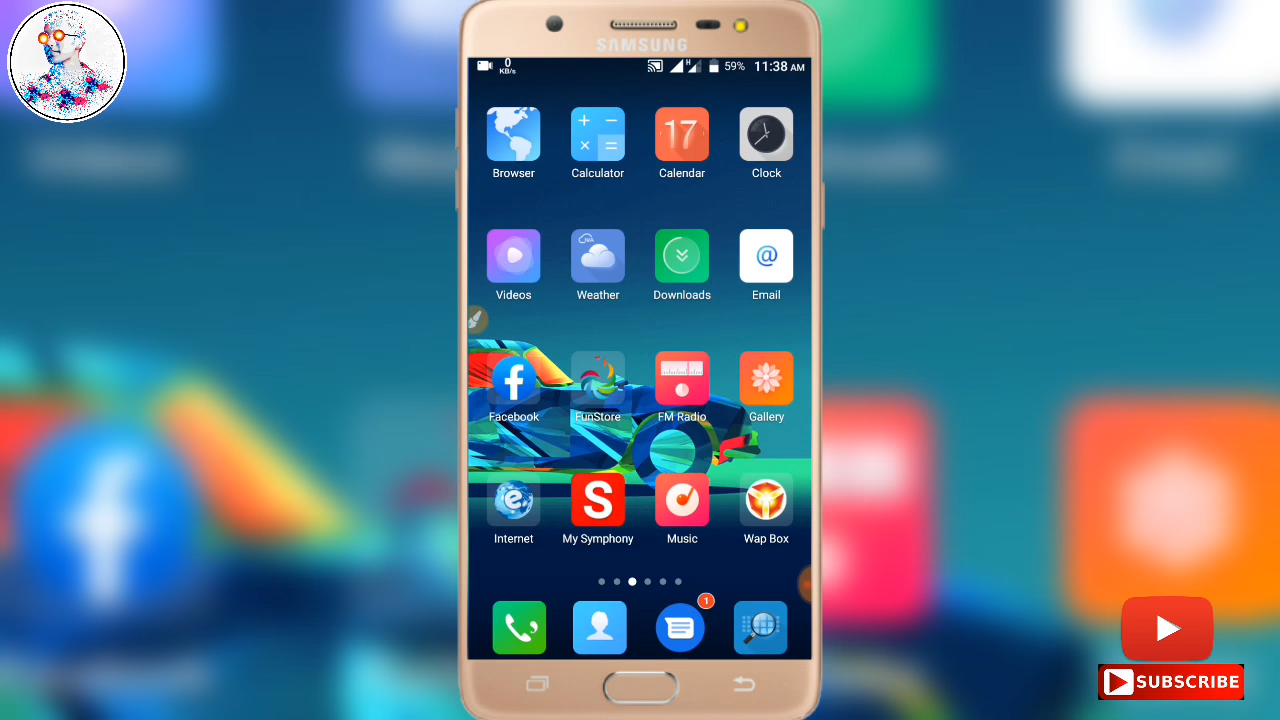 SAMSUNG
0
KB/s
H
59%
11:38 AM
17
Browser
Calculator
Calendar
Clock
@
Videos
Weather
Downloads
Email
Facebook
FunStore
FM Radio
Gallery
S
Internet
My Symphony
Music
Wap Box
1
SUBSCRIBE